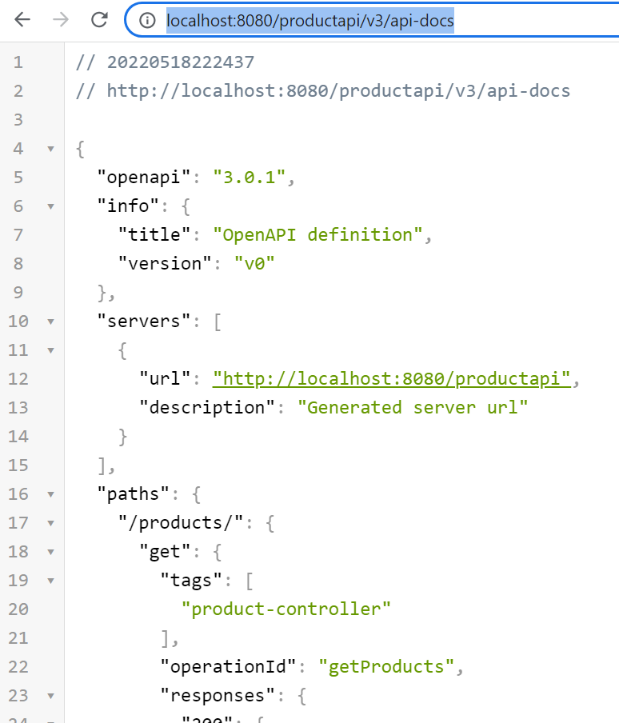 localhost:8080/productapi/v3/api-docs
1 // 20220518222437
2 // http://localhost:8080/productapi/v3/api-docs
3
4 {
5 "openapi": "3.0.1",
6 "info": {
7 "title": "OpenAPI definition",
8 "version": "v0"
9 },
10 "servers": [
11 {
12 "url": "http://localhost:8080/productapi",
13 "description": "Generated server url"
14 }
15 ],
16 "paths": {
17 "/products/": {
18 "get": {
19 "tags": [
20 "product-controller"
21 ],
22 "operationId": "getProducts",
23 "responses": {
24 "200": {